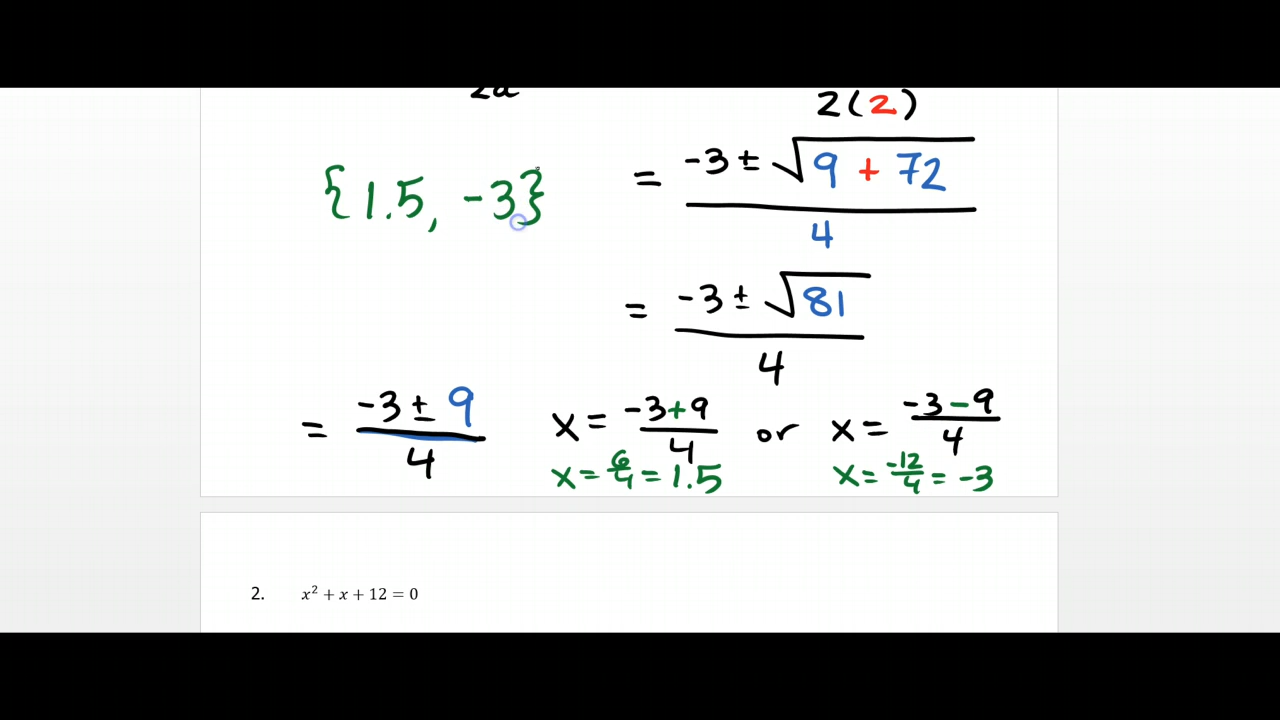 2a
2(2)
{1.5, -3}
= -3 ± √9 + 72
4
= -3 ± √81
4
= -3 ± 9
4
x = -3+9
4
or
x = -3-9
4
x = 6/4 = 1.5
x = -12/4 = -3
2. x² + x + 12 = 0